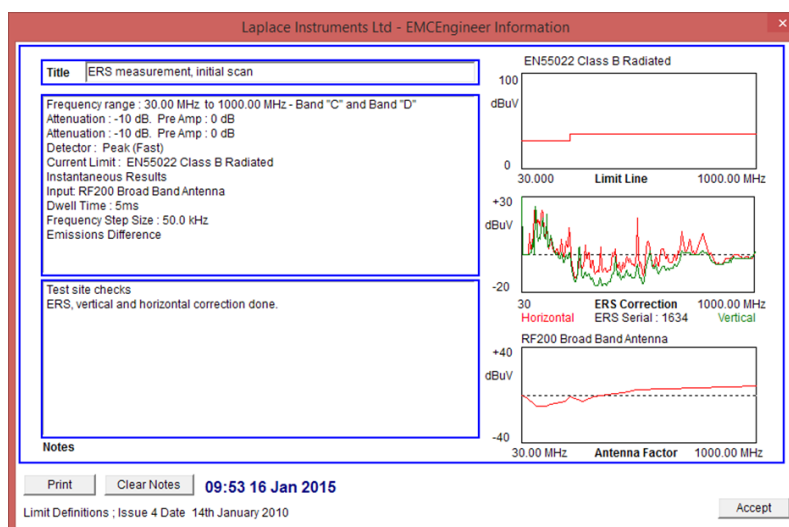 Laplace Instruments Ltd - EMCEngineer Information
×
Title ERS measurement, initial scan
Frequency range : 30.00 MHz to 1000.00 MHz - Band "C" and Band "D"
Attenuation : -10 dB. Pre Amp : 0 dB
Attenuation : -10 dB. Pre Amp : 0 dB
Detector : Peak (Fast)
Current Limit : EN55022 Class B Radiated
Instantaneous Results
Input: RF200 Broad Band Antenna
Dwell Time : 5ms
Frequency Step Size : 50.0 kHz
Emissions Difference
Test site checks
ERS, vertical and horizontal correction done.
Notes
EN55022 Class B Radiated
100
dBuV
0
30.000 Limit Line 1000.00 MHz
+30
dBuV
-20
30 ERS Correction 1000.00 MHz
Horizontal ERS Serial : 1634 Vertical
RF200 Broad Band Antenna
+40
dBuV
-40
30.00 MHz Antenna Factor 1000.00 MHz
Print Clear Notes 09:53 16 Jan 2015
Limit Definitions ; Issue 4 Date 14th January 2010
Accept